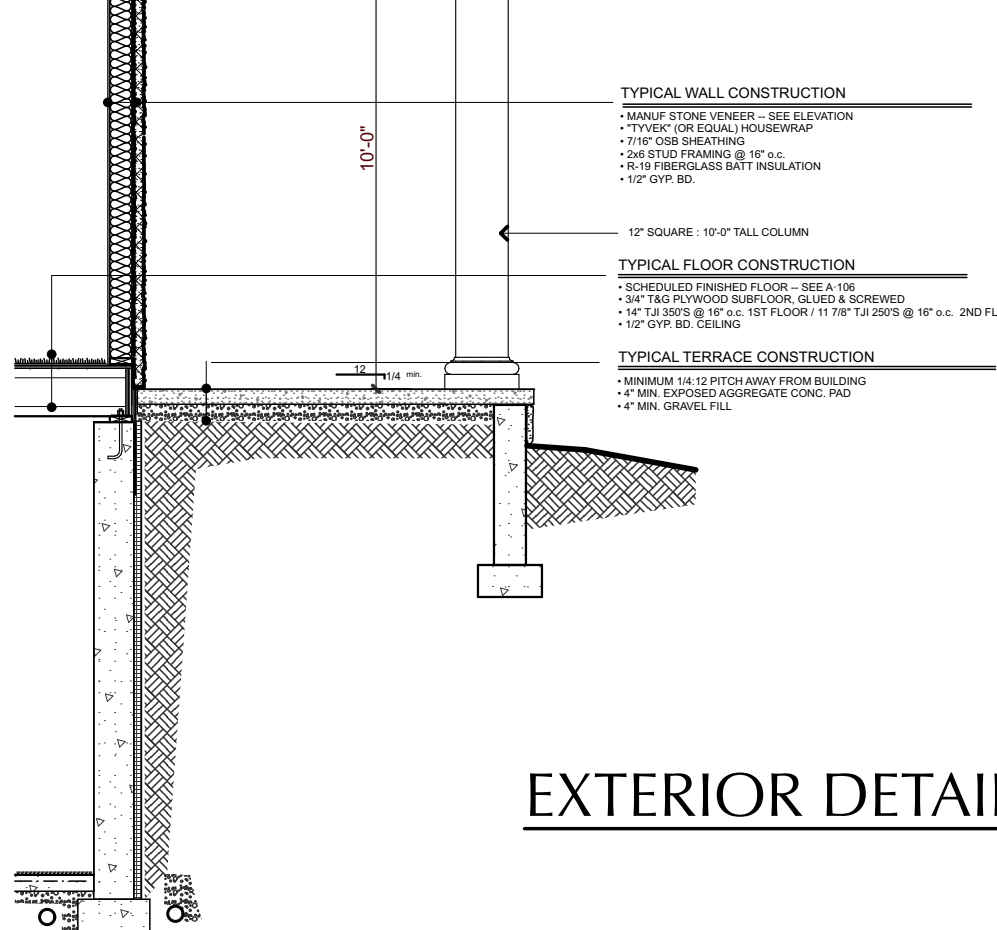 TYPICAL WALL CONSTRUCTION
• MANUF STONE VENEER -- SEE ELEVATION
• "TYVEK" (OR EQUAL) HOUSEWRAP
• 7/16" OSB SHEATHING
• 2x6 STUD FRAMING @ 16" o.c.
• R-19 FIBERGLASS BATT INSULATION
• 1/2" GYP. BD.
10'-0"
12" SQUARE : 10'-0" TALL COLUMN
TYPICAL FLOOR CONSTRUCTION
• SCHEDULED FINISHED FLOOR -- SEE A-106
• 3/4" T&G PLYWOOD SUBFLOOR, GLUED & SCREWED
• 14" TJI 350'S @ 16" o.c. 1ST FLOOR / 11 7/8" TJI 250'S @ 16" o.c. 2ND FL
• 1/2" GYP. BD. CEILING
TYPICAL TERRACE CONSTRUCTION
• MINIMUM 1/4:12 PITCH AWAY FROM BUILDING
• 4" MIN. EXPOSED AGGREGATE CONC. PAD
• 4" MIN. GRAVEL FILL
12
1/4 min.
EXTERIOR DETAI